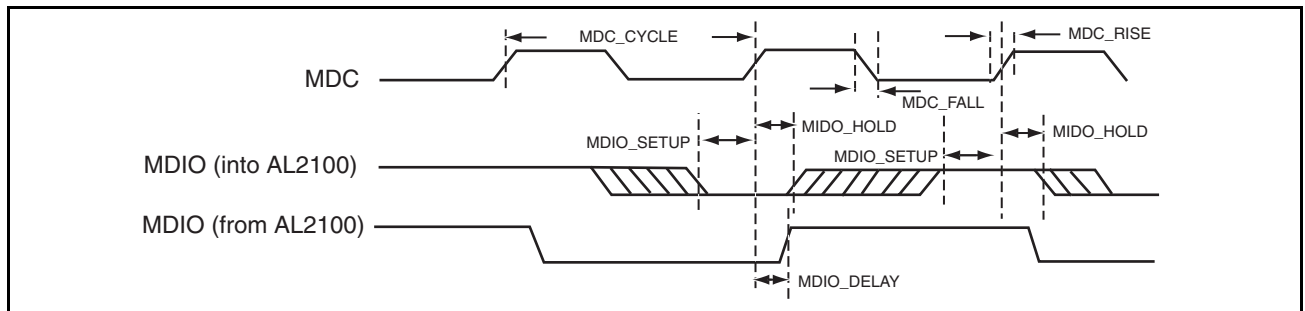 MDC_CYCLE
MDC_RISE
MDC
MDC_FALL
MDIO_SETUP
MIDO_HOLD
MDIO_SETUP
MIDO_HOLD
MDIO (into AL2100)
MDIO (from AL2100)
MDIO_DELAY